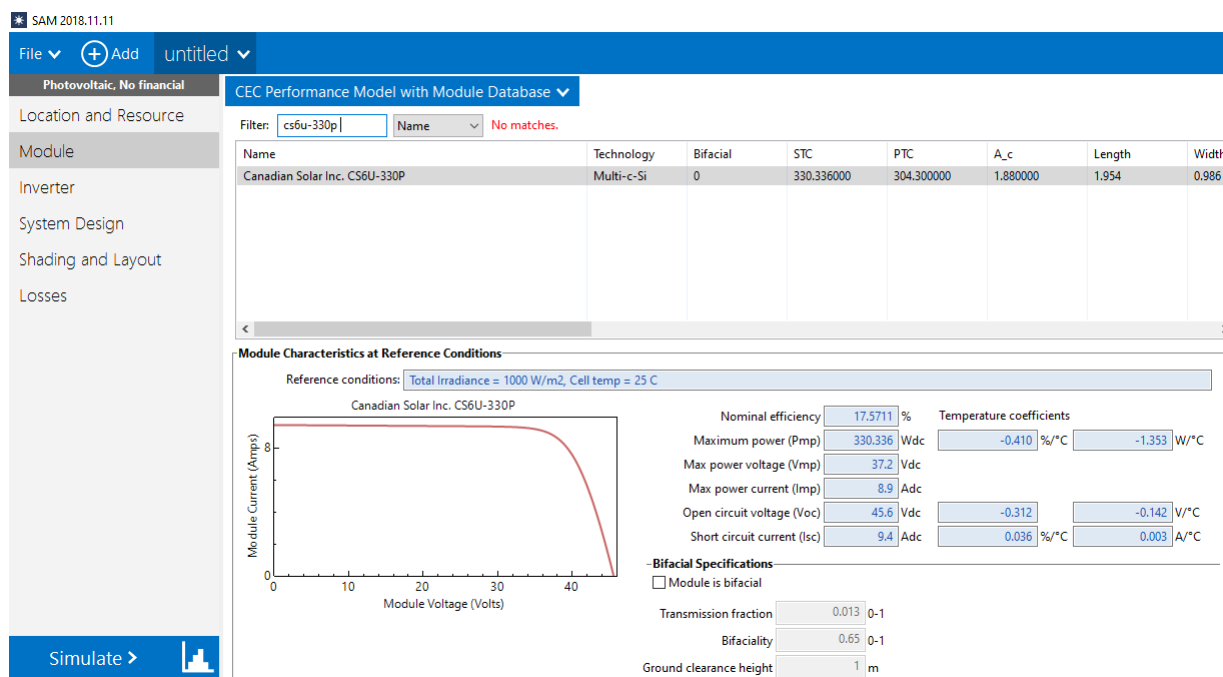 SAM 2018.11.11
File Add untitled
Photovoltaic, No financial
CEC Performance Model with Module Database
Location and Resource
Filter: cs6u-330p Name No matches.
Module
Name Technology Bifacial STC PTC A_c Length Width
Canadian Solar Inc. CS6U-330P Multi-c-Si 0 330.336000 304.300000 1.880000 1.954 0.986
Inverter
System Design
Shading and Layout
Losses
Module Characteristics at Reference Conditions
Reference conditions: Total Irradiance = 1000 W/m2, Cell temp = 25 C
Canadian Solar Inc. CS6U-330P
Module Current (Amps)
8
0
0 10 20 30 40
Module Voltage (Volts)
Nominal efficiency 17.5711 % Temperature coefficients
Maximum power (Pmp) 330.336 Wdc -0.410 %/°C -1.353 W/°C
Max power voltage (Vmp) 37.2 Vdc
Max power current (Imp) 8.9 Adc
Open circuit voltage (Voc) 45.6 Vdc -0.312 -0.142 V/°C
Short circuit current (Isc) 9.4 Adc 0.036 %/°C 0.003 A/°C
Bifacial Specifications
Module is bifacial
Transmission fraction 0.013 0-1
Bifaciality 0.65 0-1
Ground clearance height 1 m
Simulate >